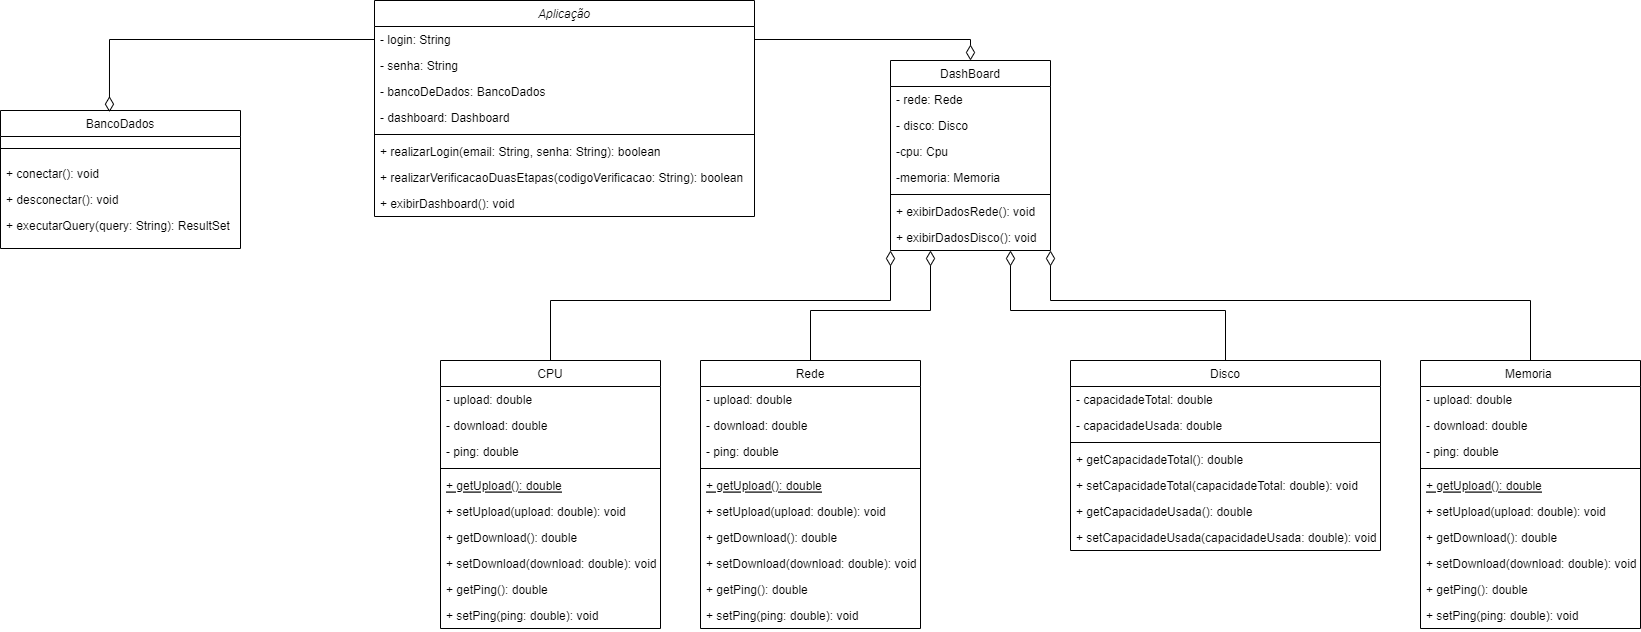 Aplicação
- login: String
- senha: String
- bancoDeDados: BancoDados
- dashboard: Dashboard
+ realizarLogin(email: String, senha: String): boolean
+ realizarVerificacaoDuasEtapas(codigoVerificacao: String): boolean
+ exibirDashboard(): void
BancoDados
+ conectar(): void
+ desconectar(): void
+ executarQuery(query: String): ResultSet
DashBoard
- rede: Rede
- disco: Disco
-cpu: Cpu
-memoria: Memoria
+ exibirDadosRede(): void
+ exibirDadosDisco(): void
CPU
- upload: double
- download: double
- ping: double
+ getUpload(): double
+ setUpload(upload: double): void
+ getDownload(): double
+ setDownload(download: double): void
+ getPing(): double
+ setPing(ping: double): void
Rede
- upload: double
- download: double
- ping: double
+ getUpload(): double
+ setUpload(upload: double): void
+ getDownload(): double
+ setDownload(download: double): void
+ getPing(): double
+ setPing(ping: double): void
Disco
- capacidadeTotal: double
- capacidadeUsada: double
+ getCapacidadeTotal(): double
+ setCapacidadeTotal(capacidadeTotal: double): void
+ getCapacidadeUsada(): double
+ setCapacidadeUsada(capacidadeUsada: double): void
Memoria
- upload: double
- download: double
- ping: double
+ getUpload(): double
+ setUpload(upload: double): void
+ getDownload(): double
+ setDownload(download: double): void
+ getPing(): double
+ setPing(ping: double): void